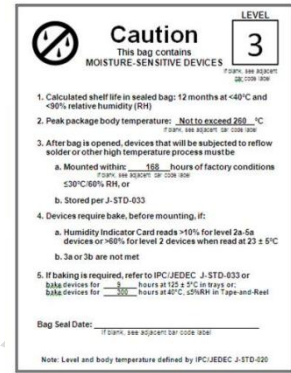 LEVEL
3
Caution
This bag contains
MOISTURE-SENSITIVE DEVICES
If blank, see adjacent
bar code label
1. Calculated shelf life in sealed bag: 12 months at <40°C and
<90% relative humidity (RH)
2. Peak package body temperature: Not to exceed 260 °C
If blank, see adjacent bar code label
3. After bag is opened, devices that will be subjected to reflow
solder or other high temperature process must be
a. Mounted within: 168 hours of factory conditions
If blank, see adjacent bar code label
≤30°C/60% RH, or
b. Stored per J-STD-033
4. Devices require bake, before mounting, if:
a. Humidity Indicator Card reads >10% for level 2a-5a
devices or >60% for level 2 devices when read at 23 ± 5°C
b. 3a or 3b are not met
5. If baking is required, refer to IPC/JEDEC J-STD-033 or
bake devices for 9 hours at 125 ± 5°C in trays or;
bake devices for hours at 40°C, ≤5%RH in Tape-and-Reel
Bag Seal Date:
If blank, see adjacent bar code label
Note: Level and body temperature defined by IPC/JEDEC J-STD-020